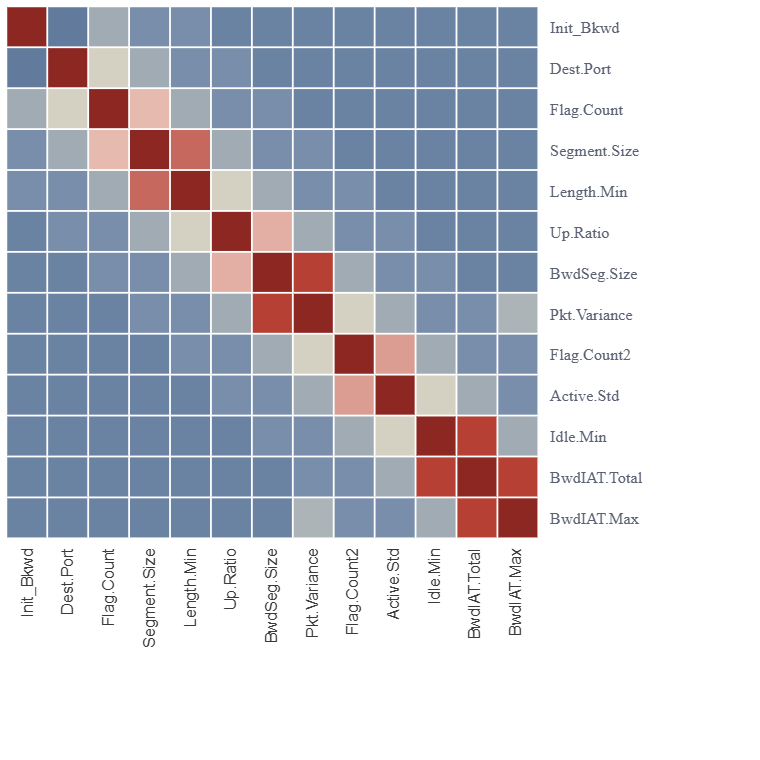 Init_Bkwd
Dest.Port
Flag.Count
Segment.Size
Length.Min
Up.Ratio
BwdSeg.Size
Pkt.Variance
Flag.Count2
Active.Std
Idle.Min
BwdIAT.Total
BwdIAT.Max
Init_Bkwd
Dest.Port
Flag.Count
Segment.Size
Length.Min
Up.Ratio
BwdSeg.Size
Pkt.Variance
Flag.Count2
Active.Std
Idle.Min
BwdIAT.Total
BwdIAT.Max